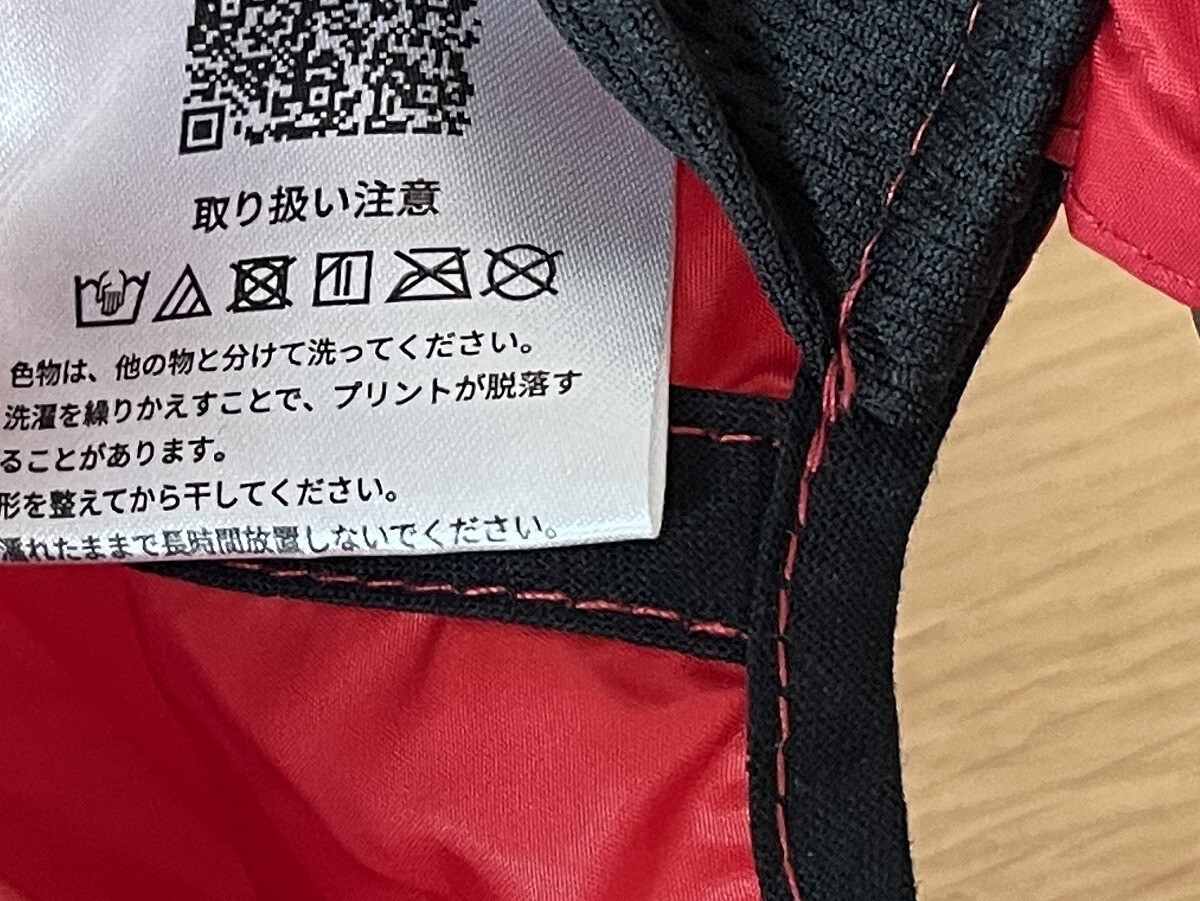 取り扱い注意
色物は、他の物と分けて洗ってください。
洗濯を繰りかえすことで、プリントが脱落す
ることがあります。
形を整えてから干してください。
濡れたままで長時間放置しないでください。